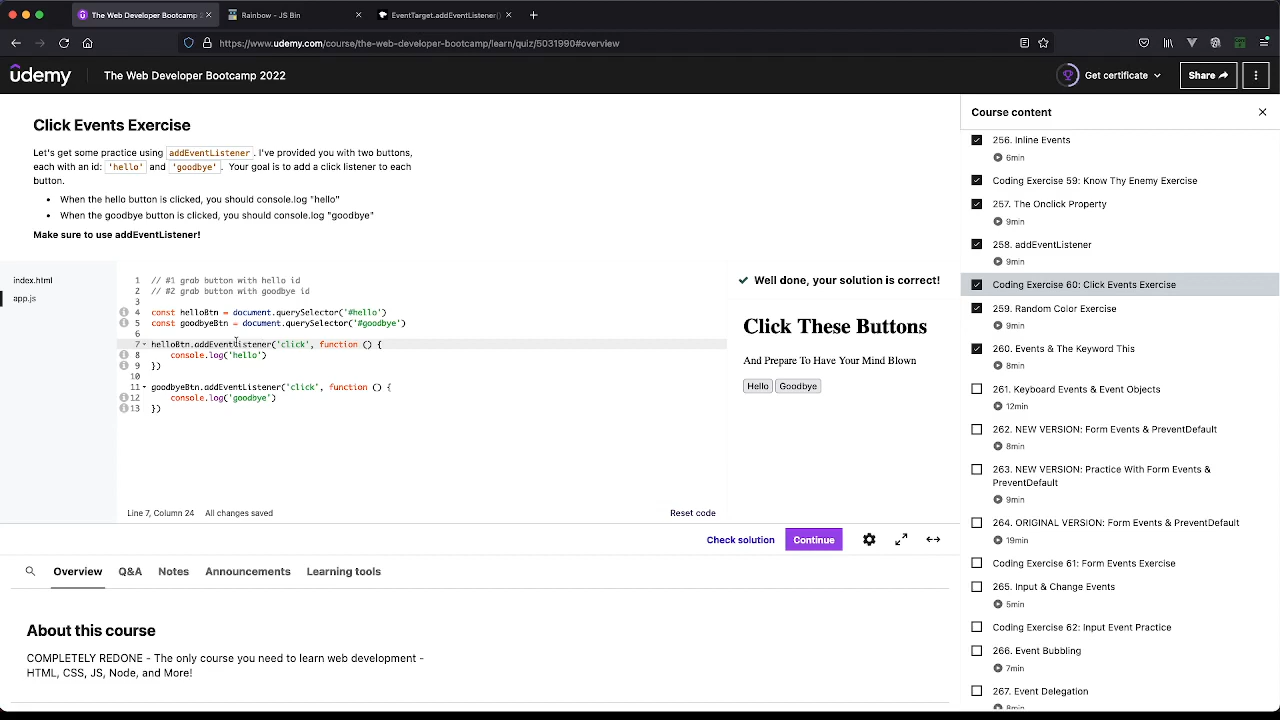 The Web Developer Bootcamp 2
Rainbow - JS Bin
EventTarget.addEventListener()
https://www.udemy.com/course/the-web-developer-bootcamp/learn/quiz/5031990#overview
ûdemy
The Web Developer Bootcamp 2022
Get certificate
Share
Click Events Exercise
Let's get some practice using addEventListener. I've provided you with two buttons,
each with an id: 'hello' and 'goodbye'. Your goal is to add a click listener to each
button.
• When the hello button is clicked, you should console.log "hello"
• When the goodbye button is clicked, you should console.log "goodbye"
Make sure to use addEventListener!
index.html
app.js
1 // #1 grab button with hello id
2 // #2 grab button with goodbye id
3
4 const helloBtn = document.querySelector('#hello')
5 const goodbyeBtn = document.querySelector('#goodbye')
6
7 helloBtn.addEventListener('click', function () {
8 console.log('hello')
9 })
10
11 goodbyeBtn.addEventListener('click', function () {
12 console.log('goodbye')
13 })
Line 7, Column 24 All changes saved
Reset code
Well done, your solution is correct!
Click These Buttons
And Prepare To Have Your Mind Blown
Hello Goodbye
Check solution
Continue
Overview
Q&A
Notes
Announcements
Learning tools
About this course
COMPLETELY REDONE - The only course you need to learn web development -
HTML, CSS, JS, Node, and More!
Course content
256. Inline Events
6min
Coding Exercise 59: Know Thy Enemy Exercise
257. The Onclick Property
9min
258. addEventListener
9min
Coding Exercise 60: Click Events Exercise
259. Random Color Exercise
9min
260. Events & The Keyword This
8min
261. Keyboard Events & Event Objects
12min
262. NEW VERSION: Form Events & PreventDefault
8min
263. NEW VERSION: Practice With Form Events &
PreventDefault
9min
264. ORIGINAL VERSION: Form Events & PreventDefault
19min
Coding Exercise 61: Form Events Exercise
265. Input & Change Events
5min
Coding Exercise 62: Input Event Practice
266. Event Bubbling
7min
267. Event Delegation
8min